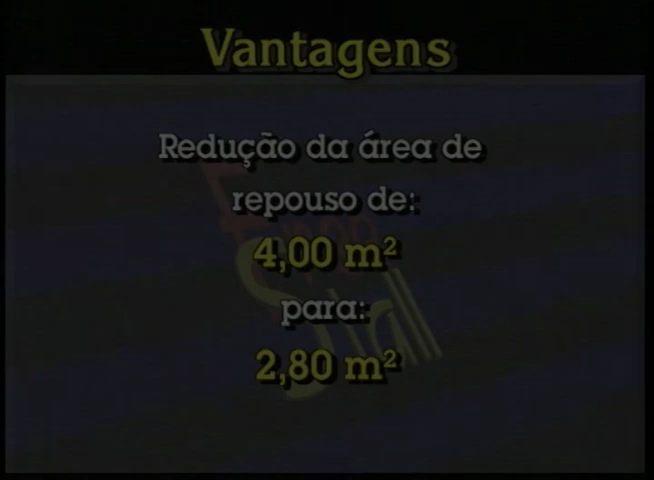 Vantagens
Redução da área de
repouso de:
4,00 m²
para:
2,80 m²